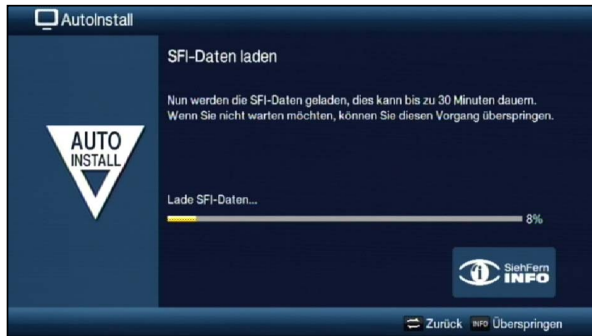 AutoInstall
SFI-Daten laden
Nun werden die SFI-Daten geladen, dies kann bis zu 30 Minuten dauern.
Wenn Sie nicht warten möchten, können Sie diesen Vorgang überspringen.
AUTO
INSTALL
Lade SFI-Daten...
8%
SiehFern
INFO
Zurück INFO Überspringen